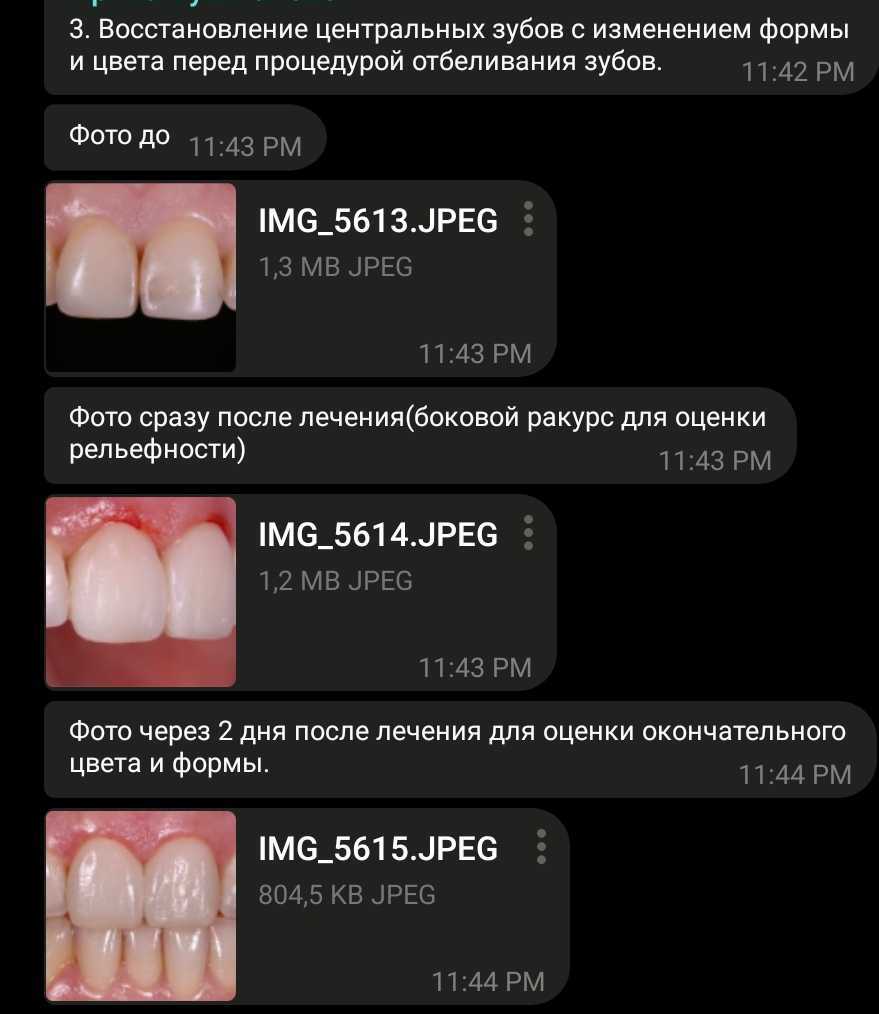 3. Восстановление центральных зубов с изменением формы
и цвета перед процедурой отбеливания зубов.
11:42 PM
Фото до
11:43 PM
IMG_5613.JPEG
1,3 MB JPEG
11:43 PM
Фото сразу после лечения(боковой ракурс для оценки
рельефности)
11:43 PM
IMG_5614.JPEG
1,2 MB JPEG
11:43 PM
Фото через 2 дня после лечения для оценки окончательного
цвета и формы.
11:44 PM
IMG_5615.JPEG
804,5 KB JPEG
11:44 PM